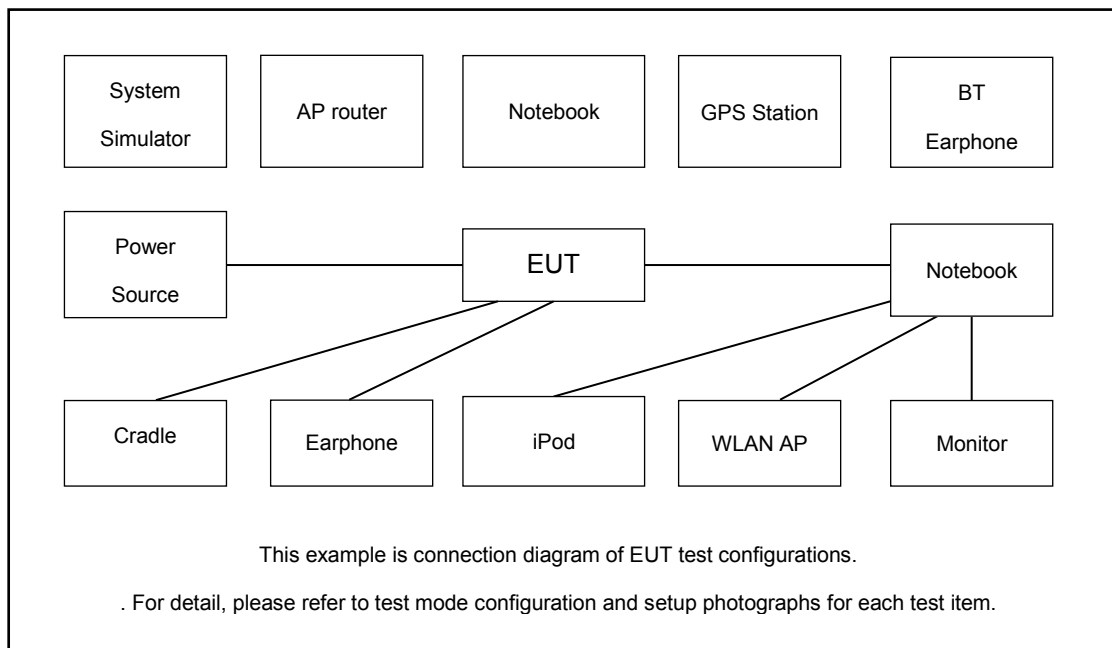 System
Simulator
AP router
Notebook
GPS Station
BT
Earphone
Power
Source
EUT
Notebook
Cradle
Earphone
iPod
WLAN AP
Monitor
This example is connection diagram of EUT test configurations.
. For detail, please refer to test mode configuration and setup photographs for each test item.